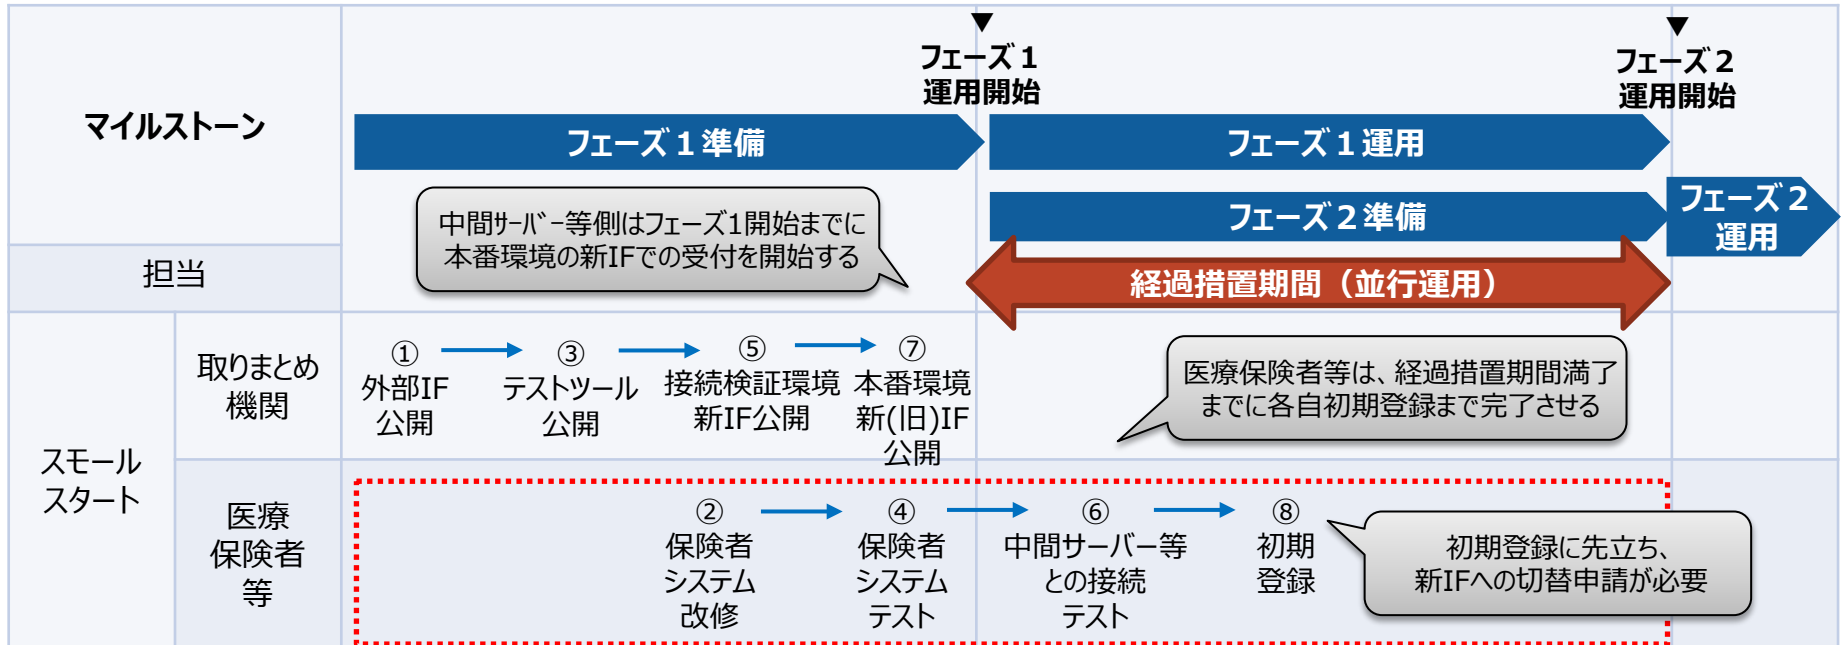 ▼
フェーズ１
運用開始
▼
フェーズ２
運用開始
マイルストーン
フェーズ１準備
フェーズ１運用
中間ｻｰﾊﾞｰ等側はフェーズ1開始までに
本番環境の新IFでの受付を開始する
フェーズ２準備
フェーズ２
運用
担当
経過措置期間（並行運用）
スモール
スタート
取りまとめ
機関
①
外部IF
公開
③
テストツール
公開
⑤
接続検証環境
新IF公開
⑦
本番環境
新(旧)IF
公開
医療保険者等は、経過措置期間満了
までに各自初期登録まで完了させる
医療
保険者
等
②
保険者
システム
改修
④
保険者
システム
テスト
⑥
中間サーバー等
との接続
テスト
⑧
初期
登録
初期登録に先立ち、
新IFへの切替申請が必要